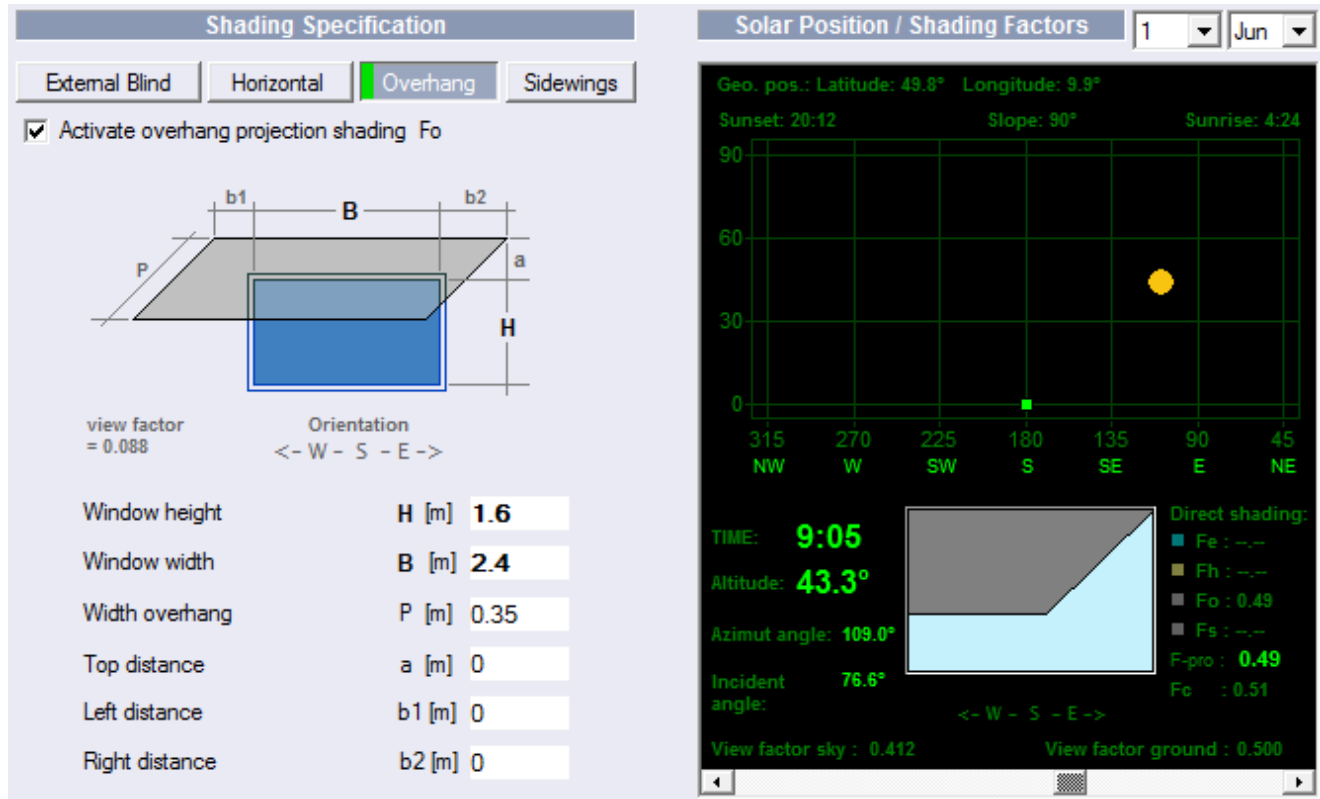 Shading Specification
External Blind Horizontal Overhang Sidewings
Activate overhang projection shading Fo
b1 B b2
P
a
H
view factor
= 0.088
Orientation
<- W - S - E ->
Window height H [m] 1.6
Window width B [m] 2.4
Width overhang P [m] 0.35
Top distance a [m] 0
Left distance b1 [m] 0
Right distance b2 [m] 0
Solar Position / Shading Factors 1 Jun
Geo. pos.: Latitude: 49.8° Longitude: 9.9°
Sunset: 20:12 Slope: 90° Sunrise: 4:24
90
60
30
0
315 270 225 180 135 90 45
NW W SW S SE E NE
TIME: 9:05
Altitude: 43.3°
Azimut angle: 109.0°
Incident 76.6°
angle:
<- W - S - E ->
Direct shading:
Fe : --.--
Fh : --.--
Fo : 0.49
Fs : --.--
F-pro : 0.49
Fc : 0.51
View factor sky : 0.412 View factor ground : 0.500